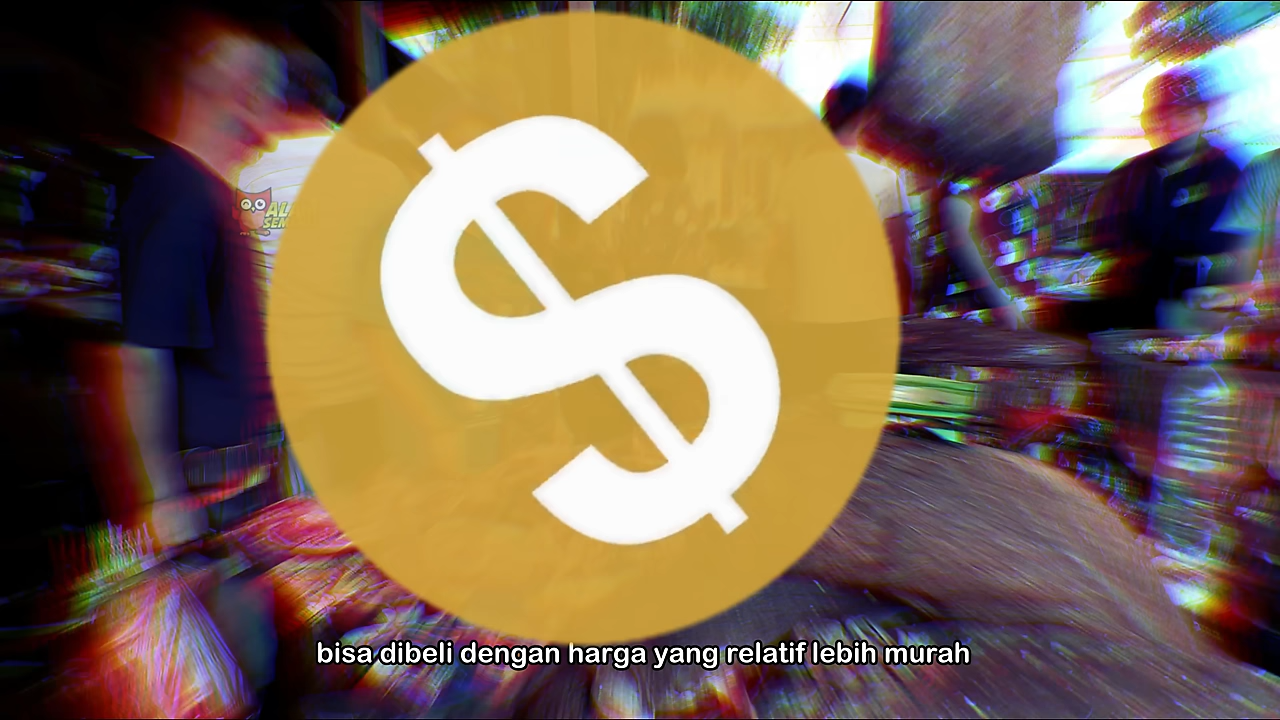 $
bisa dibeli dengan harga yang relatif lebih murah